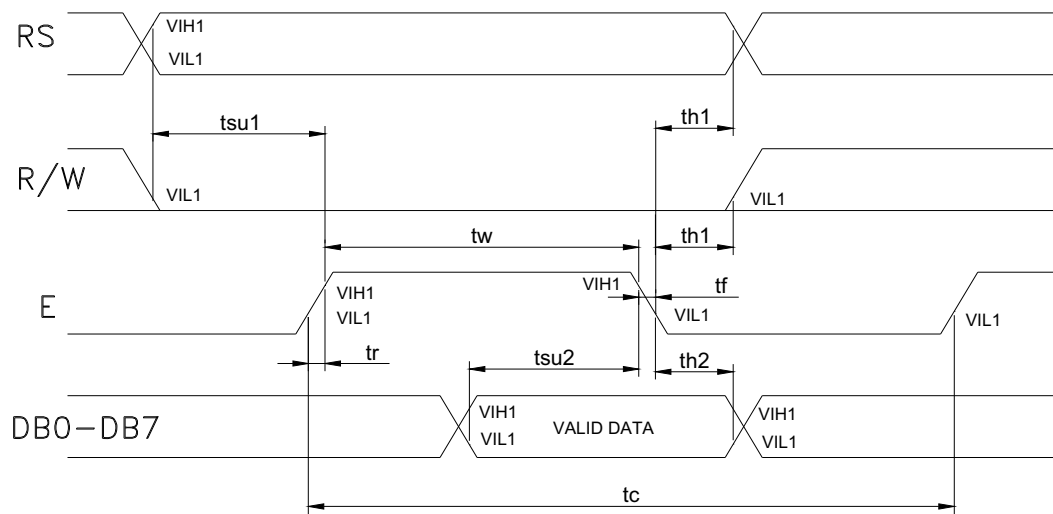 RS
VIH1
VIL1
tsu1
th1
R/W
VIL1
VIL1
tw
th1
E
VIH1
VIL1
VIH1
tf
VIL1
VIL1
tr
tsu2
th2
DB0-DB7
VIH1
VIL1
VALID DATA
VIH1
VIL1
tc